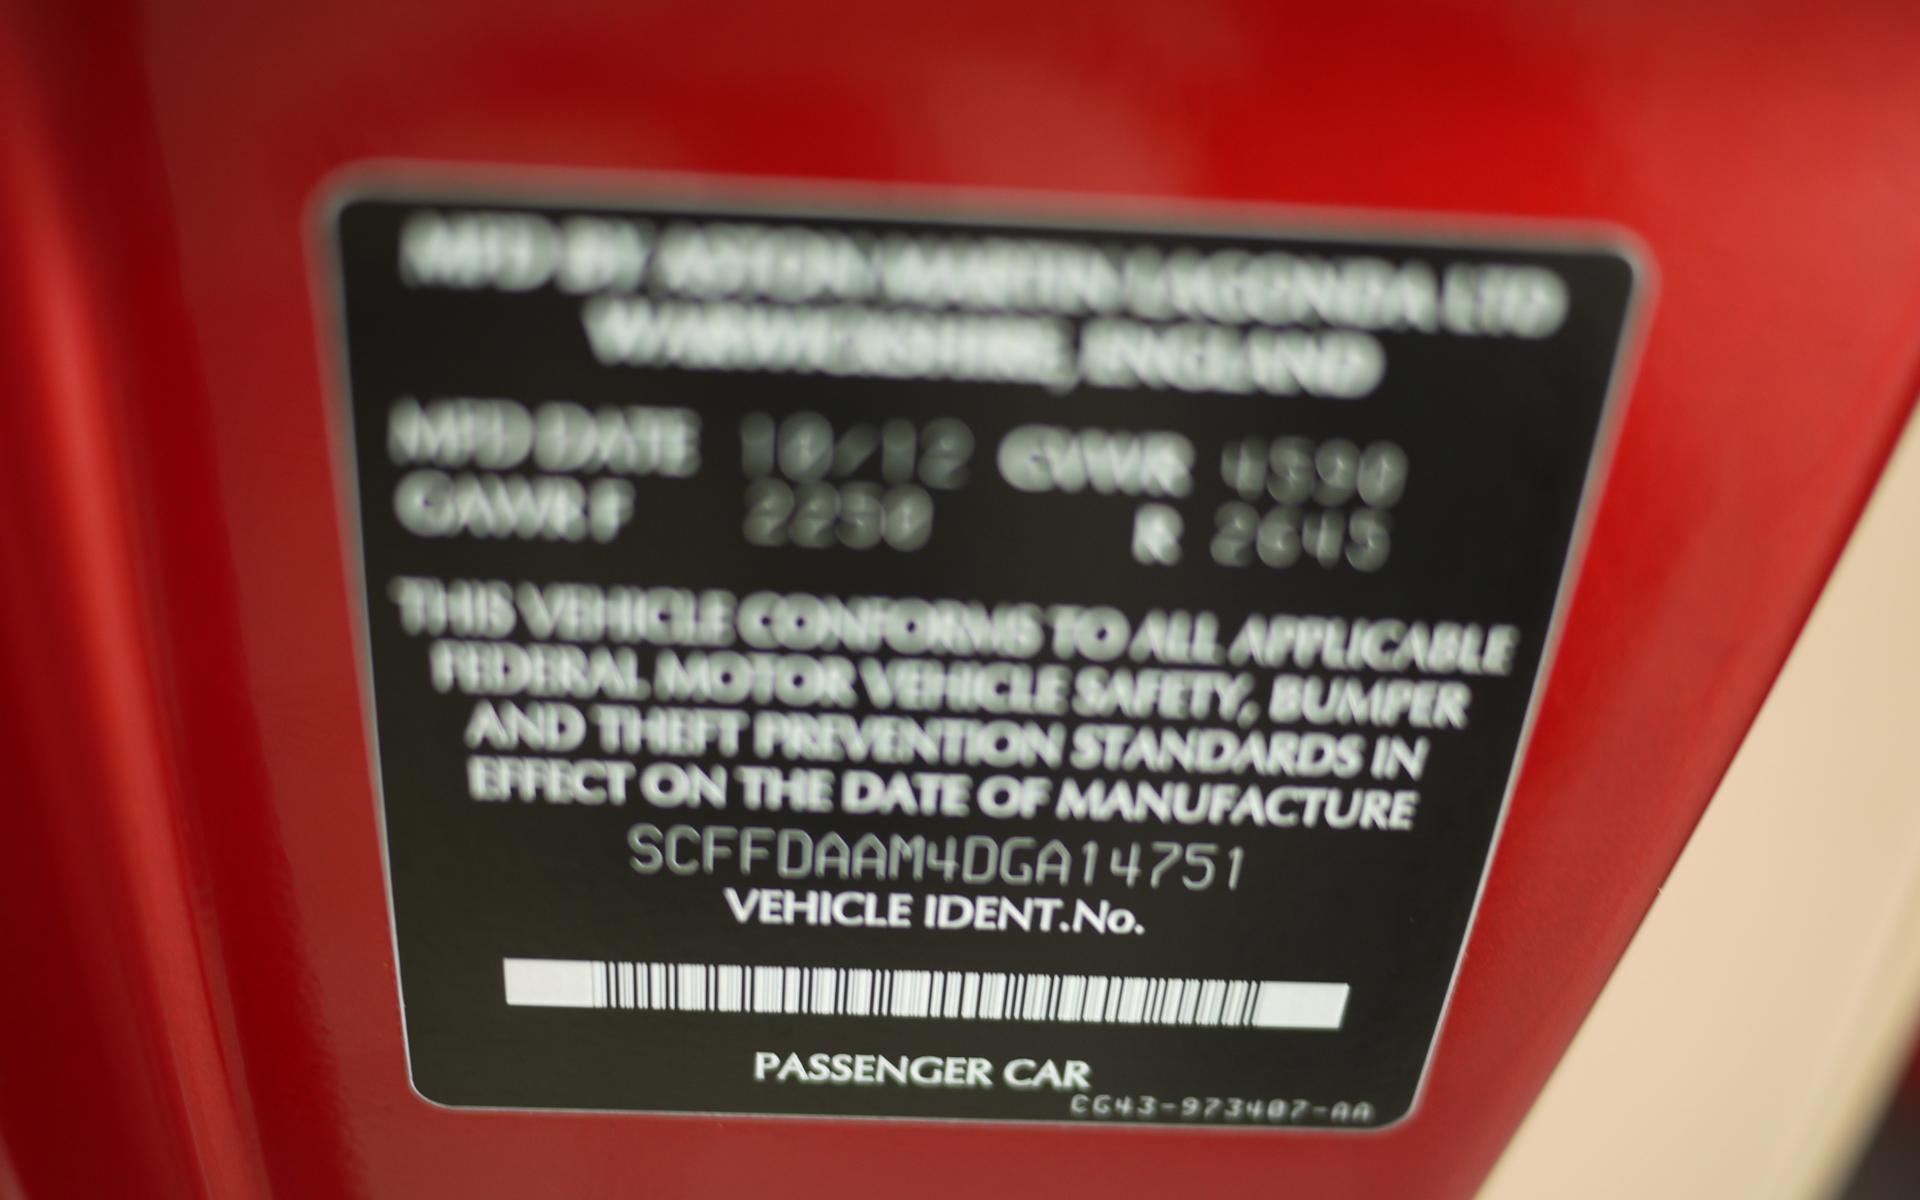 MFD BY ASTON MARTIN LAGONDA LTD
WARWICKSHIRE, ENGLAND
MFD DATE 10/12 GVWR 4590
GAWR F 2250 R 2645
THIS VEHICLE CONFORMS TO ALL APPLICABLE
FEDERAL MOTOR VEHICLE SAFETY, BUMPER
AND THEFT PREVENTION STANDARDS IN
EFFECT ON THE DATE OF MANUFACTURE
SCFFDAAM4DGA14751
VEHICLE IDENT.No.
PASSENGER CAR
CG43-973407-AA